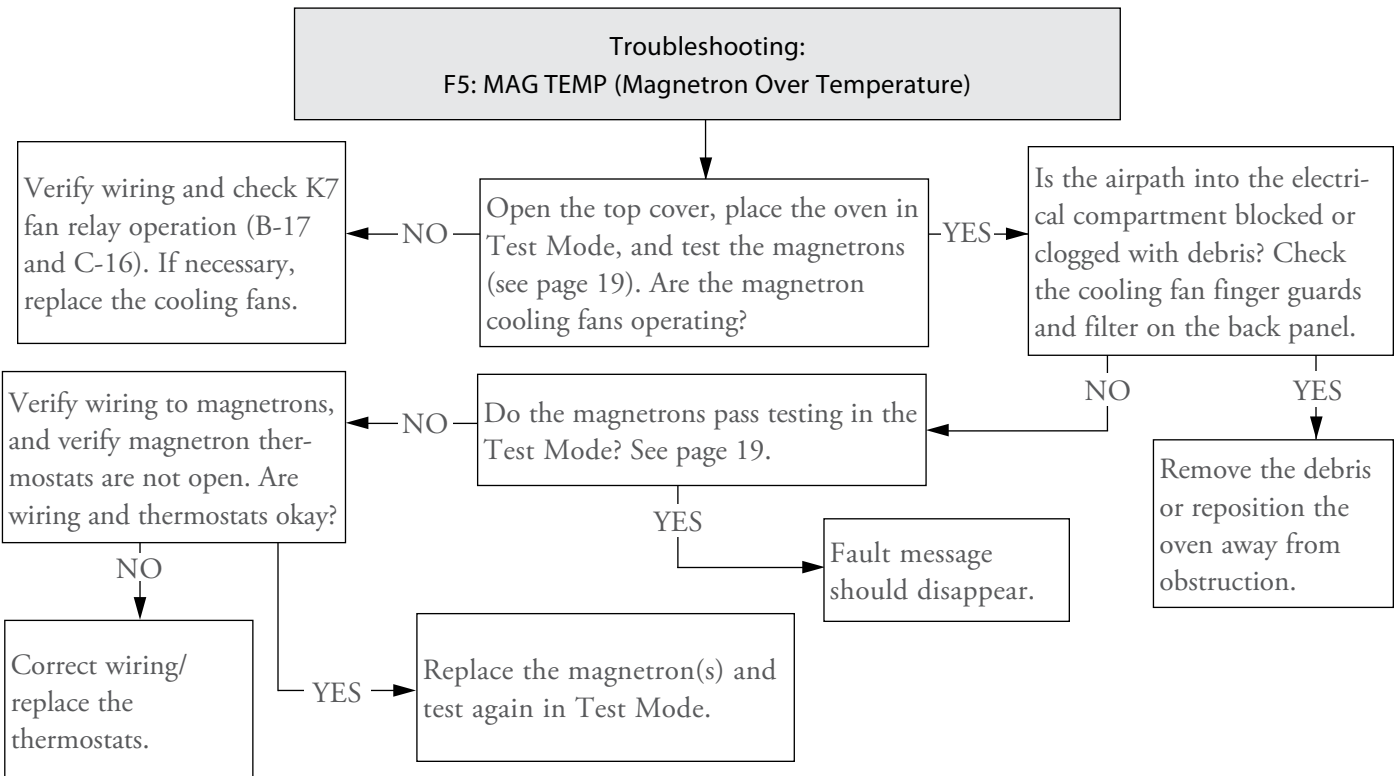 Troubleshooting:
F5: MAG TEMP (Magnetron Over Temperature)
Verify wiring and check K7
fan relay operation (B-17
and C-16). If necessary,
replace the cooling fans.
NO
Open the top cover, place the oven in
Test Mode, and test the magnetrons
(see page 19). Are the magnetron
cooling fans operating?
YES
Is the airpath into the electri-
cal compartment blocked or
clogged with debris? Check
the cooling fan finger guards
and filter on the back panel.
NO
YES
Verify wiring to magnetrons,
and verify magnetron ther-
mostats are not open. Are
wiring and thermostats okay?
NO
Do the magnetrons pass testing in the
Test Mode? See page 19.
Remove the debris
or reposition the
oven away from
obstruction.
YES
Fault message
should disappear.
NO
Correct wiring/
replace the
thermostats.
YES
Replace the magnetron(s) and
test again in Test Mode.